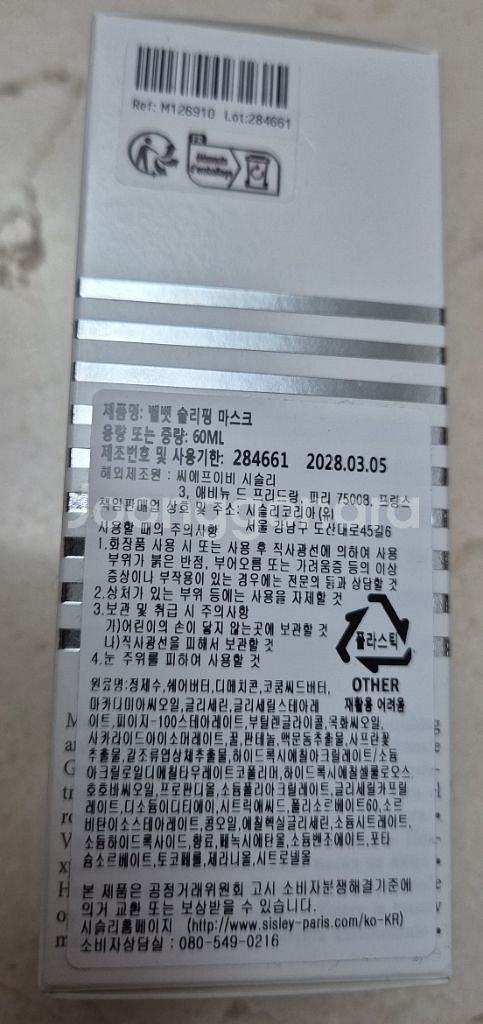 Ref: M126910 Lot:284661
FR
Éléments
d'emballage
제품명: 벨벳 슬리핑 마스크
용량 또는 중량: 60ML
제조번호 및 사용기한: 284661 2028.03.05
해외제조원 : 씨에프이비 시슬리
3, 애비뉴 드 프리드랑, 파리 75008, 프랑스
책임판매업 상호 및 주소: 시슬리코리아(유)
사용할 때의 주의사항 서울 강남구 도산대로45길6
1.화장품 사용 시 또는 사용 후 직사광선에 의하여 사용
부위가 붉은 반점, 부어오름 또는 가려움증 등의 이상
증상이나 부작용이 있는 경우에는 전문의 등과 상담할 것
2.상처가 있는 부위 등에는 사용을 자제할 것
3.보관 및 취급 시 주의사항
가)어린이의 손이 닿지 않는곳에 보관할 것
나)직사광선을 피해서 보관할 것
4.눈 주위를 피하여 사용할 것
플라스틱
OTHER
재활용 어려움
원료명:정제수,쉐어버터,디메치콘,코쿰씨드버터,
마카다미아씨오일,글리세린,글리세릴스테아레
이트,피이지-100스테아레이트,부틸렌글라이콜,목화씨오일,
사카라이드아이소머레이트,꿀,판테놀,맥문동추출물,사프란꽃
추출물,갈조류엽상체추출물,하이드록시에칠아크릴레이트/소듐
아크릴로일디메칠타우레이트코폴리머,하이드록시에칠셀룰로오스,
호호바씨오일,프로판디올,소듐폴리아크릴레이트,글리세릴카프릴
레이트,디소듐이디티에이,시트릭애씨드,폴리소르베이트60,소르
비탄아이소스테아레이트,콩오일,에칠헥실글리세린,소듐시트레이트,
소듐하이드록사이드,향료,페녹시에탄올,소듐벤조에이트,포타
슘소르베이트,토코페롤,제라니올,시트로넬올
본 제품은 공정거래위원회 고시 소비자분쟁해결기준에
의거 교환 또는 보상받을 수 있습니다.
시슬리홈페이지 (http://www.sisley-paris.com/ko-KR)
소비자상담실 : 080-549-0216